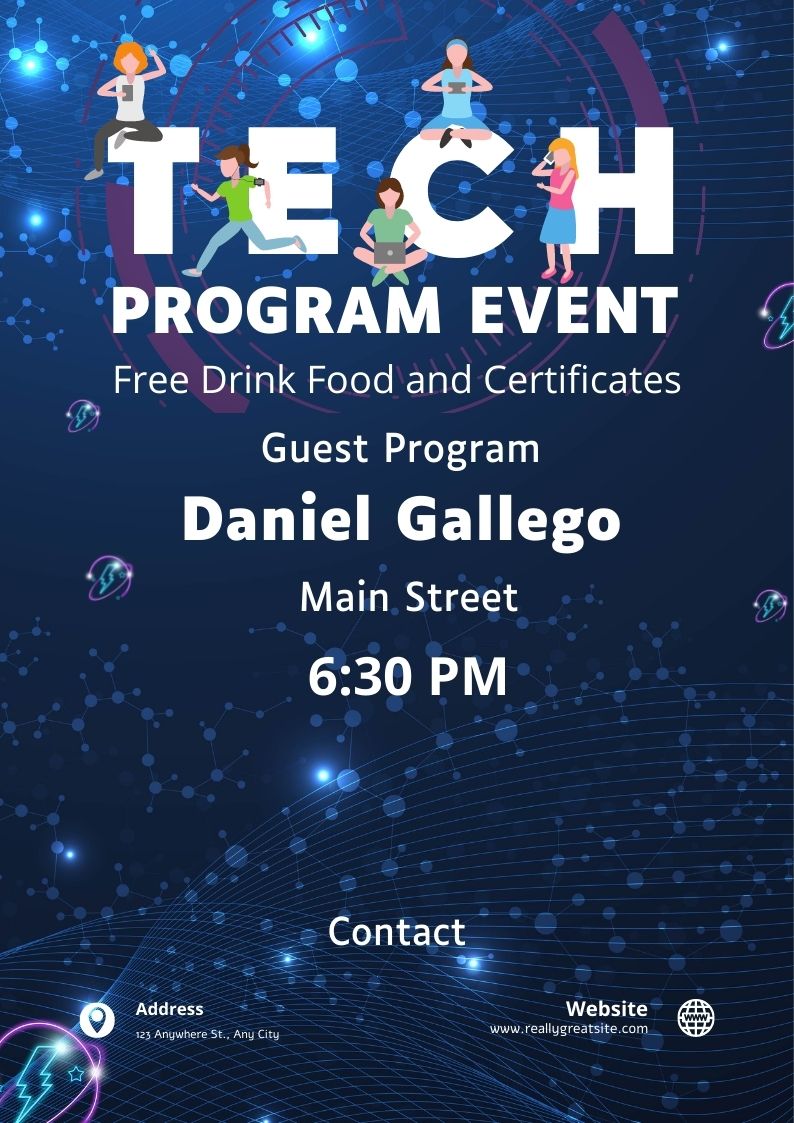 TECH
PROGRAM EVENT
Free Drink Food and Certificates
Guest Program
Daniel Gallego
Main Street
6:30 PM
Contact
Address
123 Anywhere St., Any City
Website
www.reallygreatsite.com
WWW